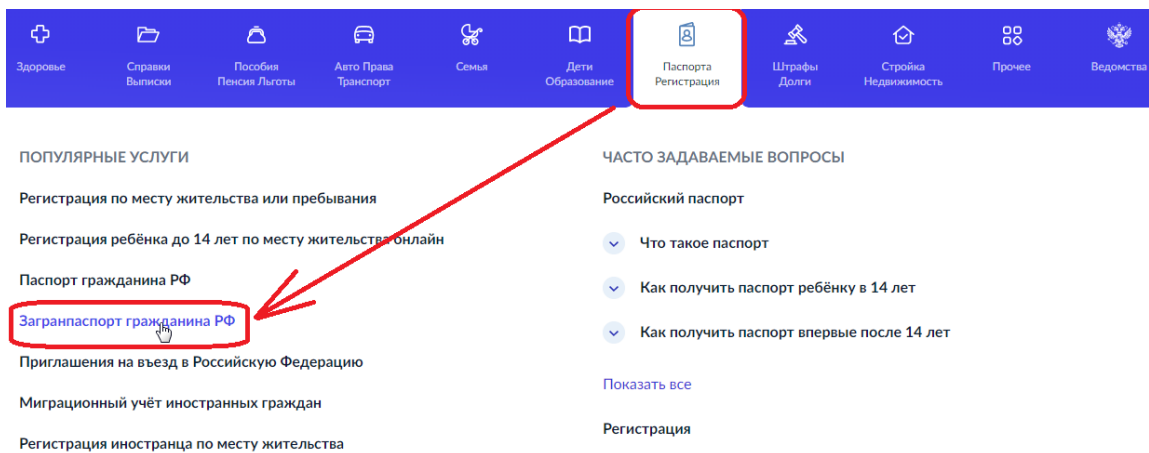 Здоровье
Справки
Выписки
Пособия
Пенсия Льготы
Авто Права
Транспорт
Семья
Дети
Образование
Паспорта
Регистрация
Штрафы
Долги
Стройка
Недвижимость
Прочее
Ведомства
ПОПУЛЯРНЫЕ УСЛУГИ
Регистрация по месту жительства или пребывания
Регистрация ребёнка до 14 лет по месту жительства онлайн
Паспорт гражданина РФ
Загранпаспорт гражданина РФ
Приглашения на въезд в Российскую Федерацию
Миграционный учёт иностранных граждан
Регистрация иностранца по месту жительства
ЧАСТО ЗАДАВАЕМЫЕ ВОПРОСЫ
Российский паспорт
Что такое паспорт
Как получить паспорт ребёнку в 14 лет
Как получить паспорт впервые после 14 лет
Показать все
Регистрация